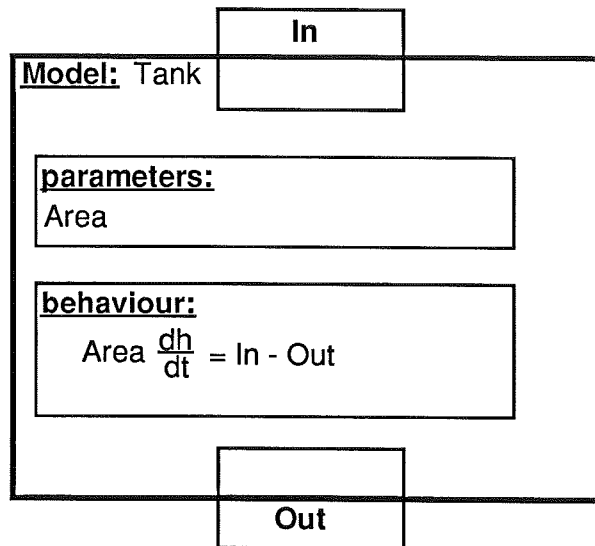 In
Model: Tank
parameters:
Area
behaviour:
Area dh/dt = In - Out
Out